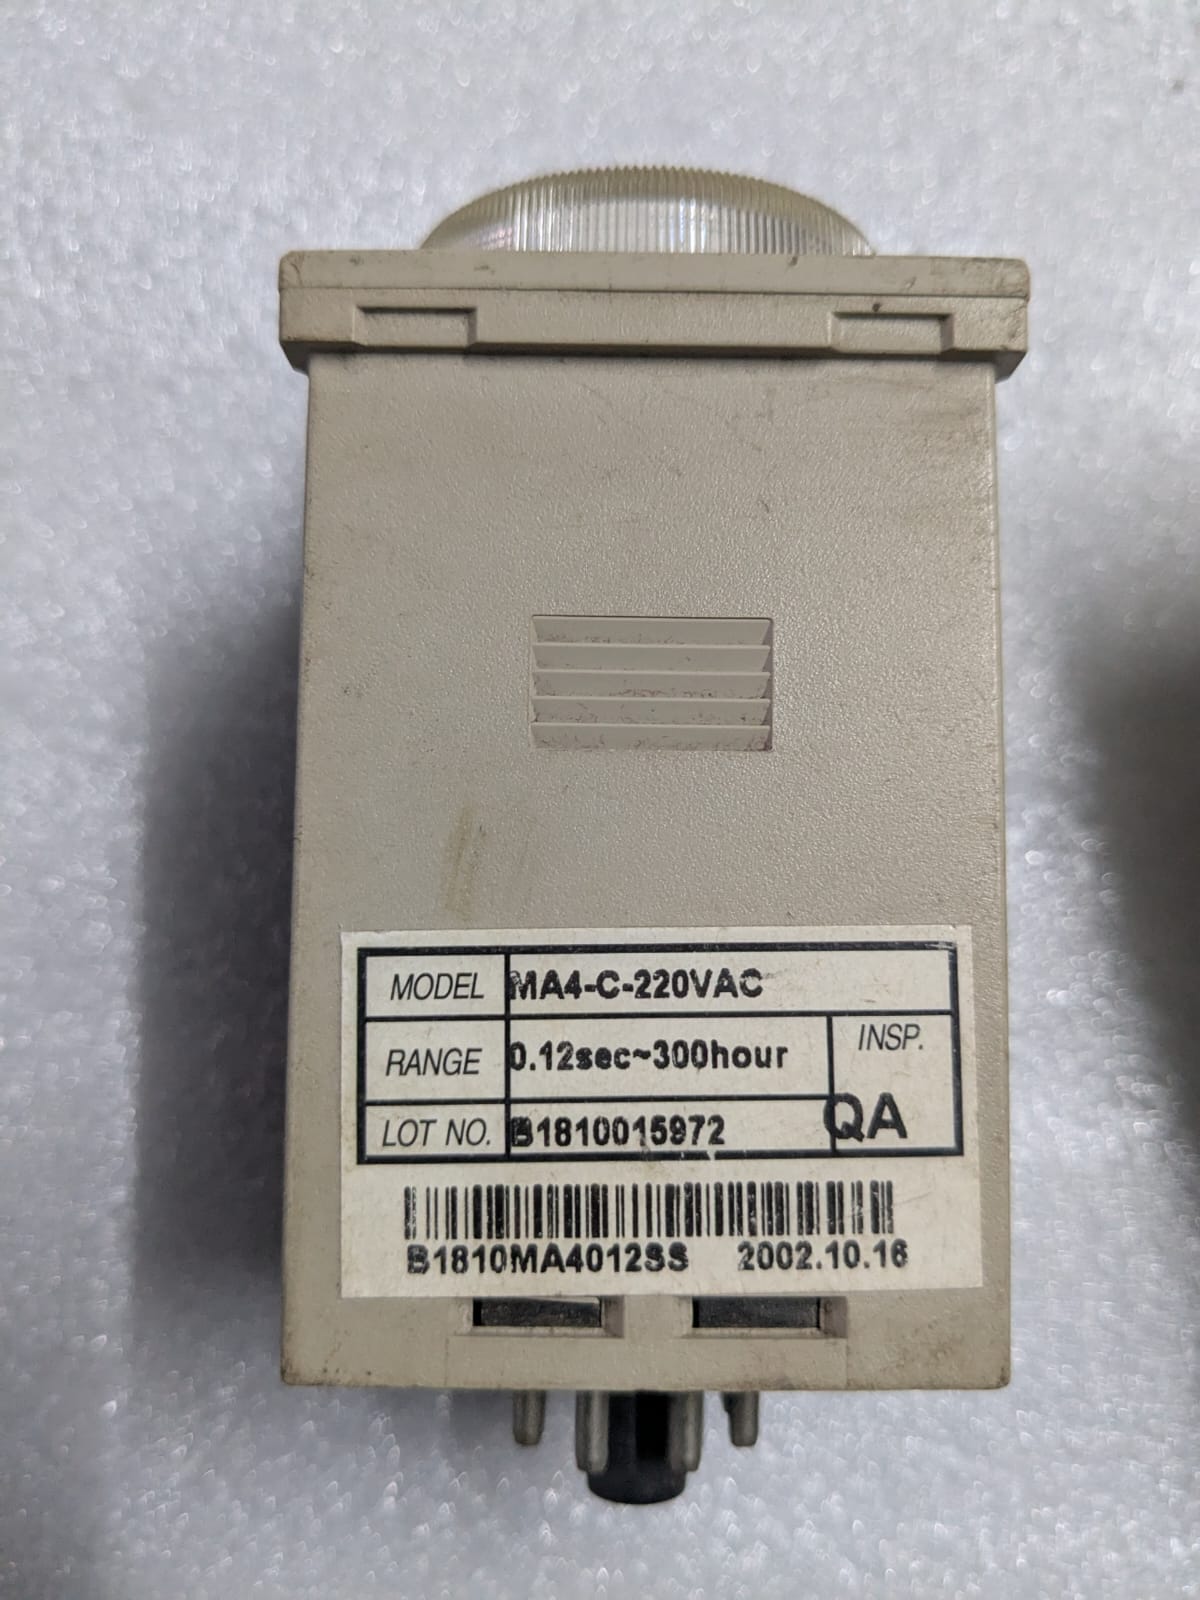 MODEL MA4-C-220VAC
RANGE 0.12sec~300hour INSP.
LOT NO. B1810015972 QA
B1810MA4012SS 2002.10.16